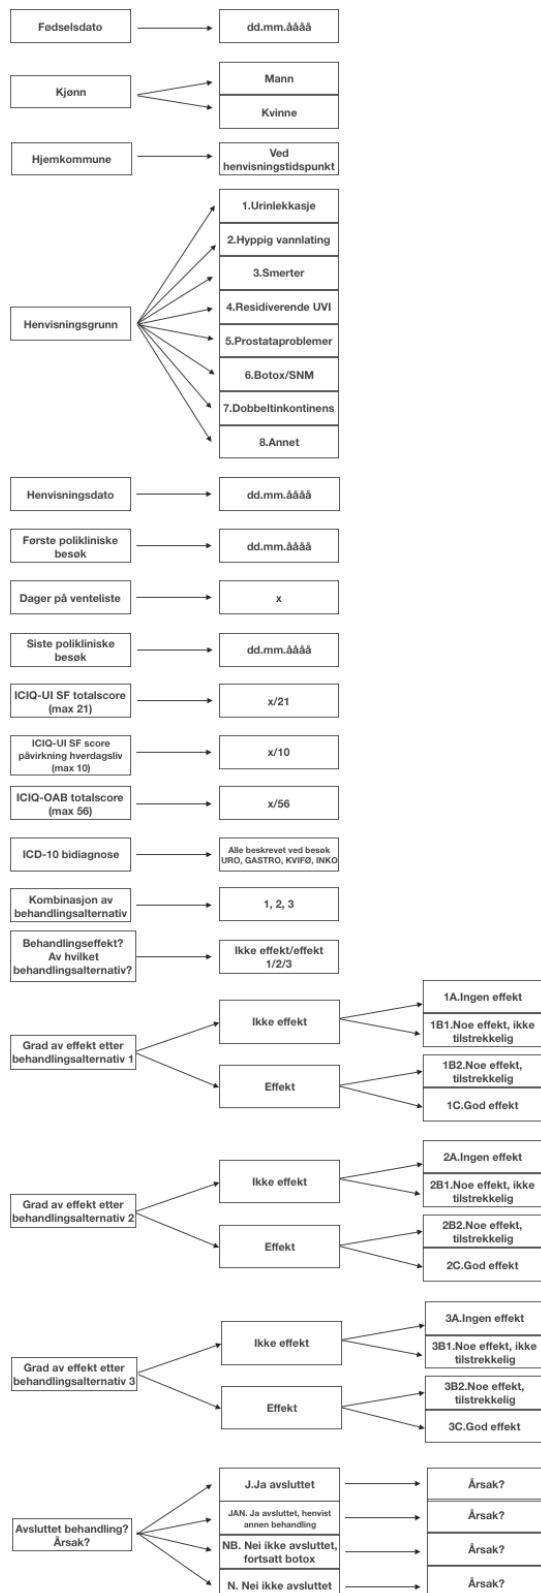 Fødselsdato
dd.mm.åååå
Kjønn
Mann
Kvinne
Hjemkommune
Ved
henvisningstidspunkt
Henvisningsgrunn
1.Urinlekkasje
2.Hyppig vannlating
3.Smerter
4.Residiverende UVI
5.Prostataproblemer
6.Botox/SNM
7.Dobbeltinkontinens
8.Annet
Henvisningsdato
dd.mm.åååå
Første polikliniske
besøk
dd.mm.åååå
Dager på venteliste
x
Siste polikliniske
besøk
dd.mm.åååå
ICIQ-UI SF totalscore
(max 21)
x/21
ICIQ-UI SF score
påvirkning hverdagsliv
(max 10)
x/10
ICIQ-OAB totalscore
(max 56)
x/56
ICD-10 bidiagnose
Alle beskrevet ved besøk
URO, GASTRO, KVIFØ, INKO
Kombinasjon av
behandlingsalternativ
1, 2, 3
Behandlingseffekt?
Av hvilket
behandlingsalternativ?
Ikke effekt/effekt
1/2/3
Grad av effekt etter
behandlingsalternativ 1
Ikke effekt
1A.Ingen effekt
1B1.Noe effekt, ikke
tilstrekkelig
Effekt
1B2.Noe effekt,
tilstrekkelig
1C.God effekt
Grad av effekt etter
behandlingsalternativ 2
Ikke effekt
2A.Ingen effekt
2B1.Noe effekt, ikke
tilstrekkelig
Effekt
2B2.Noe effekt,
tilstrekkelig
2C.God effekt
Grad av effekt etter
behandlingsalternativ 3
Ikke effekt
3A.Ingen effekt
3B1.Noe effekt, ikke
tilstrekkelig
Effekt
3B2.Noe effekt,
tilstrekkelig
3C.God effekt
Avsluttet behandling?
Årsak?
J.Ja avsluttet
Årsak?
JAN. Ja avsluttet, henvist
annen behandling
Årsak?
NB. Nei ikke avsluttet,
fortsatt botox
Årsak?
N. Nei ikke avsluttet
Årsak?